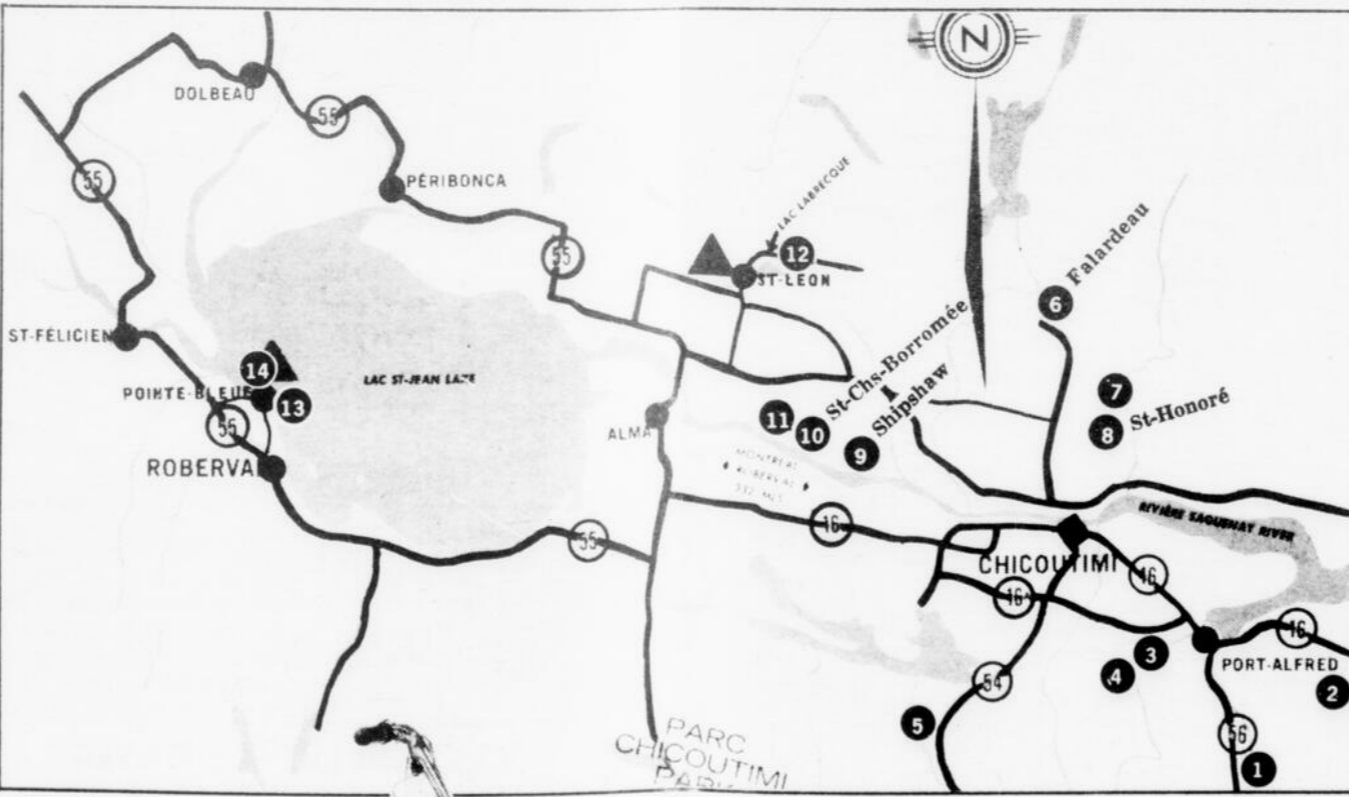 N
DOLBEAU
55
55
PÉRIBONCA
LAC LABRECQUE
12
55
ST-LEON
6
Falardeau
ST-FÉLICIEN
14
POINTE-BLEUE
13
LAC ST-JEAN LAKE
55
ROBERVAL
ALMA
11
10
St-Chs-Borromée
9
Shipshaw
7
8
St-Honoré
MONTREAL
ROBERVAL
332 MLS
16
55
RIVIÈRE SAGUENAY RIVER
CHICOUTIMI
16
16
16
3
4
PORT-ALFRED
2
54
5
56
1
PARC
CHICOUTIMI
PARK